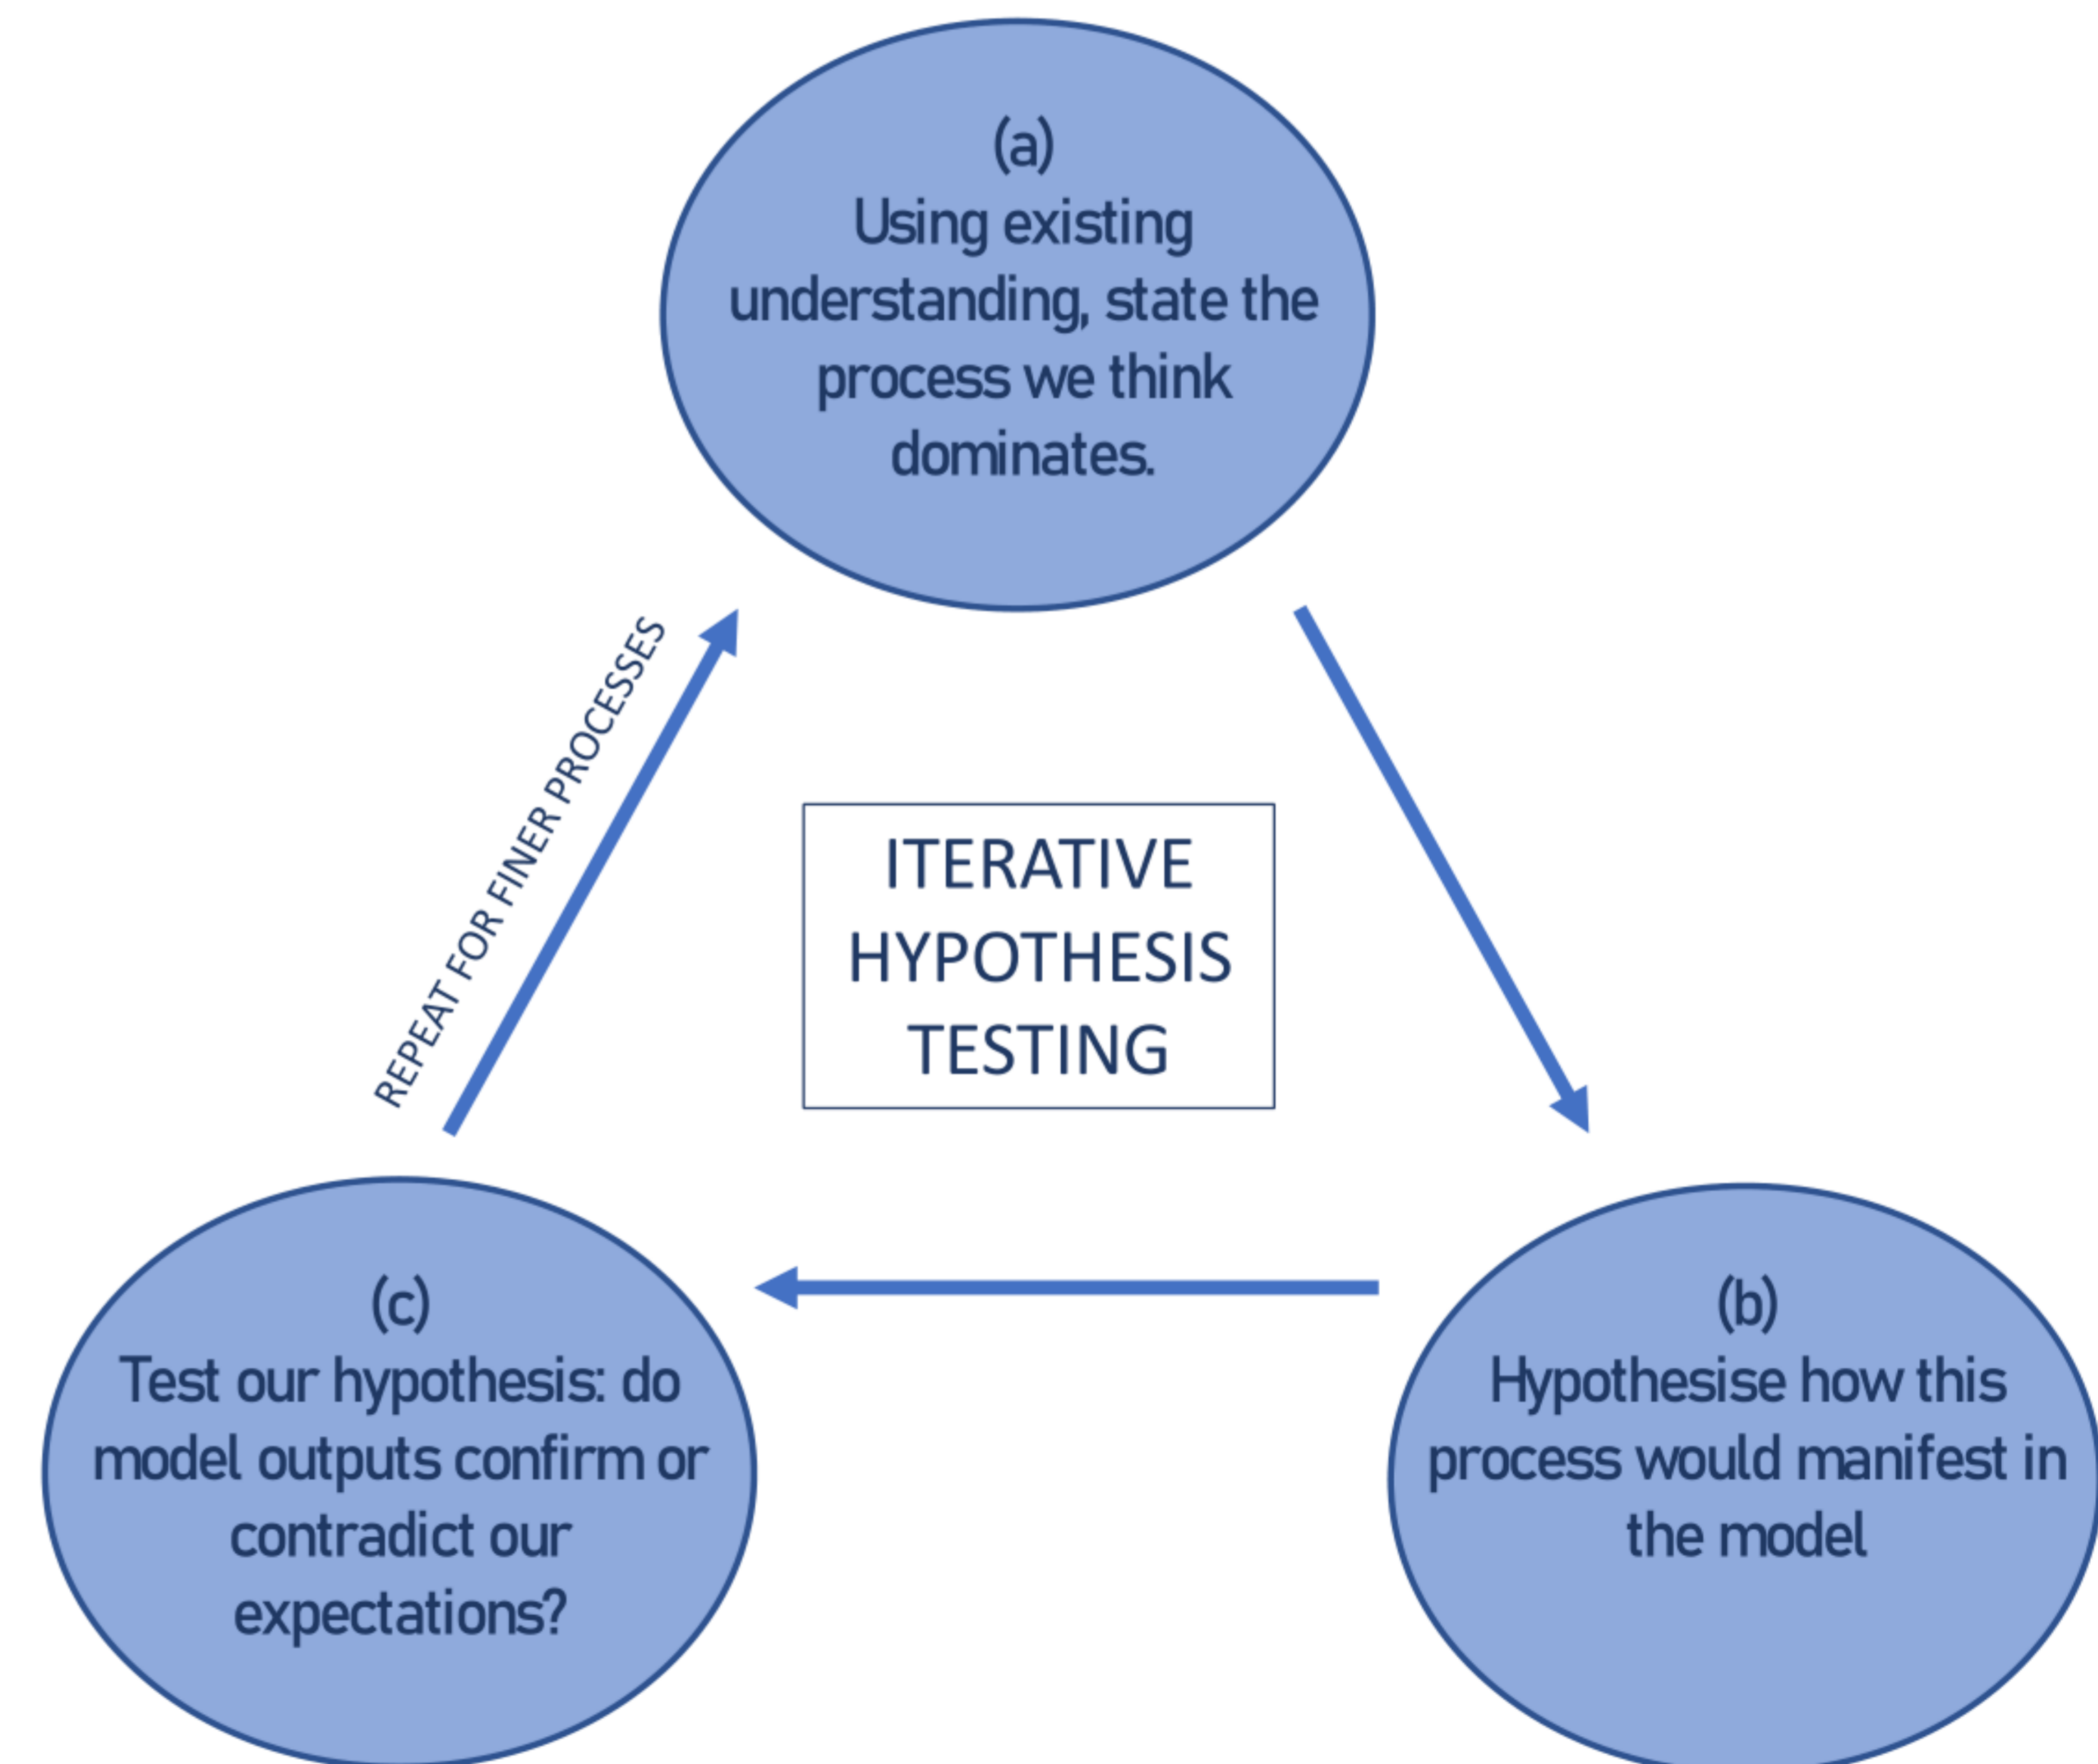 (a)
Using existing
understanding, state the
process we think
dominates.
REPEAT FOR FINER PROCESSES
ITERATIVE
HYPOTHESIS
TESTING
(b)
Hypothesise how this
process would manifest in
the model
(c)
Test our hypothesis: do
model outputs confirm or
contradict our
expectations?